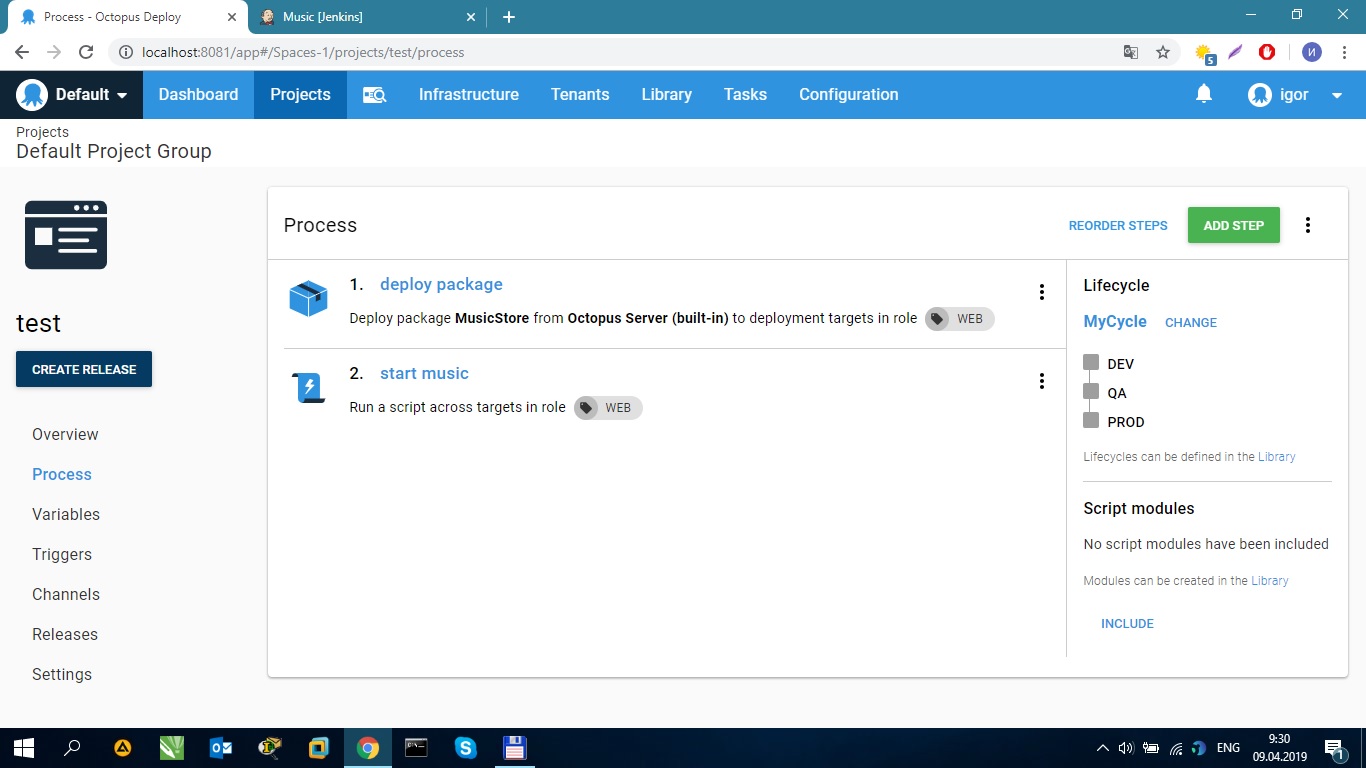 Process - Octopus Deploy
Music [Jenkins]
localhost:8081/app#/Spaces-1/projects/test/process
5
И
Default
Dashboard
Projects
Infrastructure
Tenants
Library
Tasks
Configuration
igor
Projects
Default Project Group
test
CREATE RELEASE
Overview
Process
Variables
Triggers
Channels
Releases
Settings
Process
REORDER STEPS
ADD STEP
1. deploy package
Deploy package MusicStore from Octopus Server (built-in) to deployment targets in role WEB
2. start music
Run a script across targets in role WEB
Lifecycle
MyCycle CHANGE
DEV
QA
PROD
Lifecycles can be defined in the Library
Script modules
No script modules have been included
Modules can be created in the Library
INCLUDE
ENG
9:30
09.04.2019
1